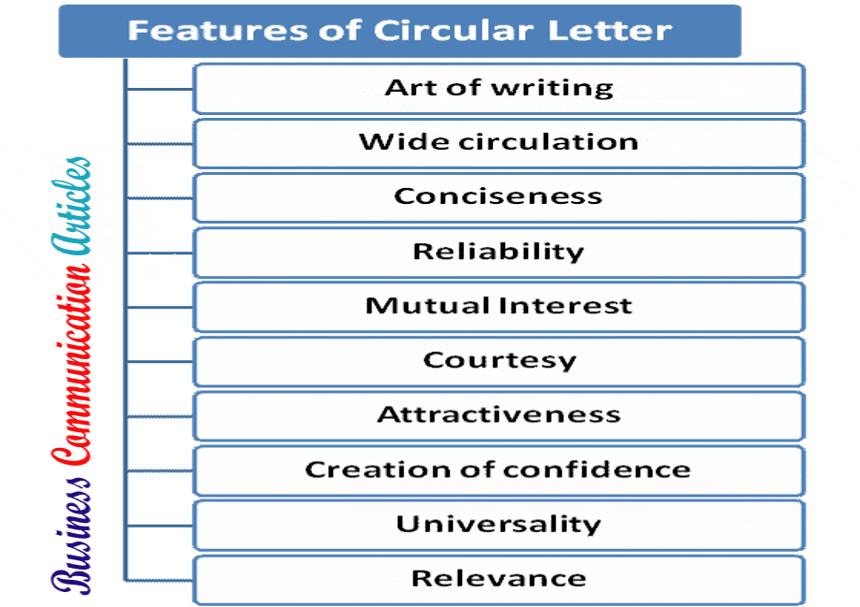 Features of Circular Letter
Art of writing
Wide circulation
Conciseness
Reliability
Mutual Interest
Courtesy
Attractiveness
Creation of confidence
Universality
Relevance
Business Communication Articles